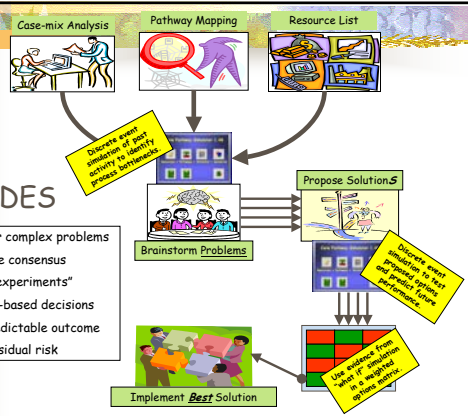 Case-mix Analysis
Pathway Mapping
Resource List
Discrete event
simulation of past
activity to identify
process bottlenecks.
DES
r complex problems
e consensus
experiments"
-based decisions
dictable outcome
sidual risk
Brainstorm Problems
Propose SolutionS
Discrete event
simulation to test
proposed options
and predict future
performance.
Use evidence from
"what if" simulation
in a weighted
options matrix.
Implement Best Solution